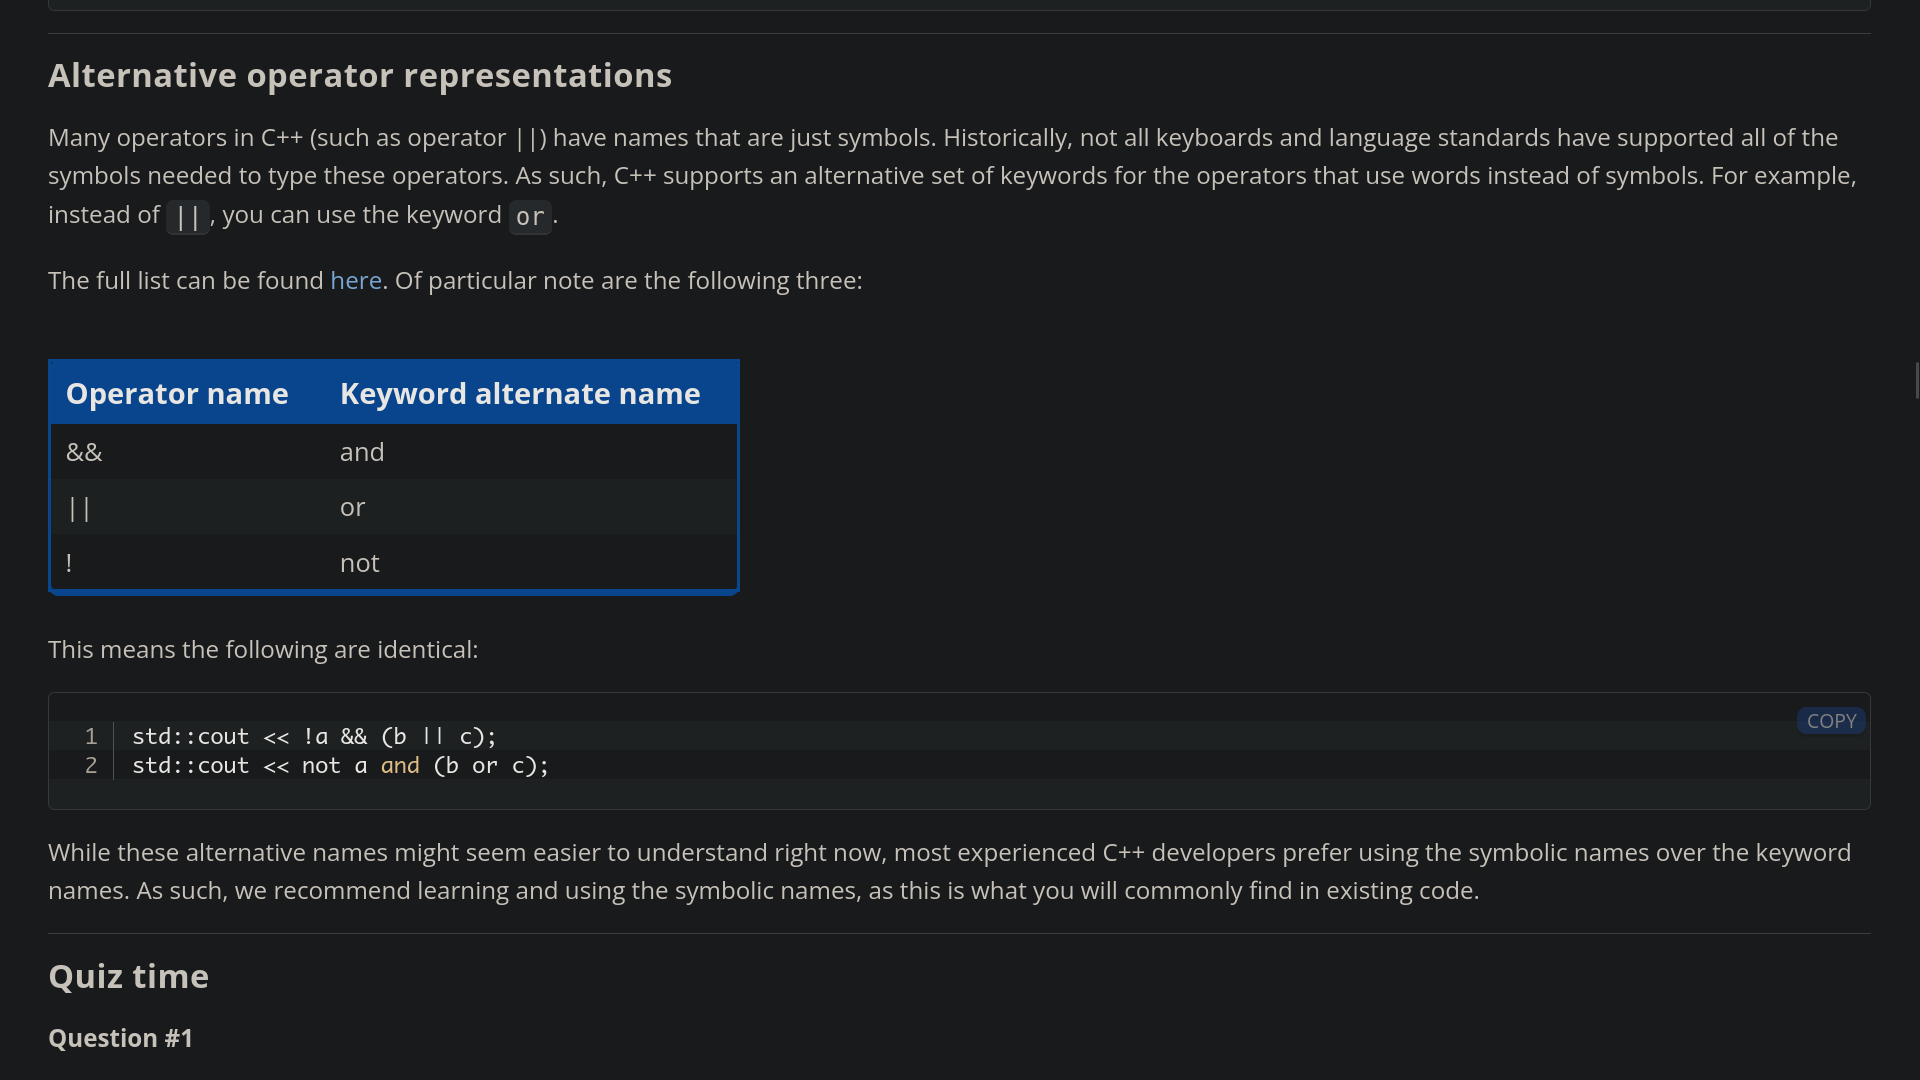 Alternative operator representations
Many operators in C++ (such as operator ||) have names that are just symbols. Historically, not all keyboards and language standards have supported all of the
symbols needed to type these operators. As such, C++ supports an alternative set of keywords for the operators that use words instead of symbols. For example,
instead of ||, you can use the keyword or.
The full list can be found here. Of particular note are the following three:
Operator name Keyword alternate name
&& and
|| or
! not
This means the following are identical:
COPY
1 std::cout << !a && (b || c);
2 std::cout << not a and (b or c);
While these alternative names might seem easier to understand right now, most experienced C++ developers prefer using the symbolic names over the keyword
names. As such, we recommend learning and using the symbolic names, as this is what you will commonly find in existing code.
Quiz time
Question #1